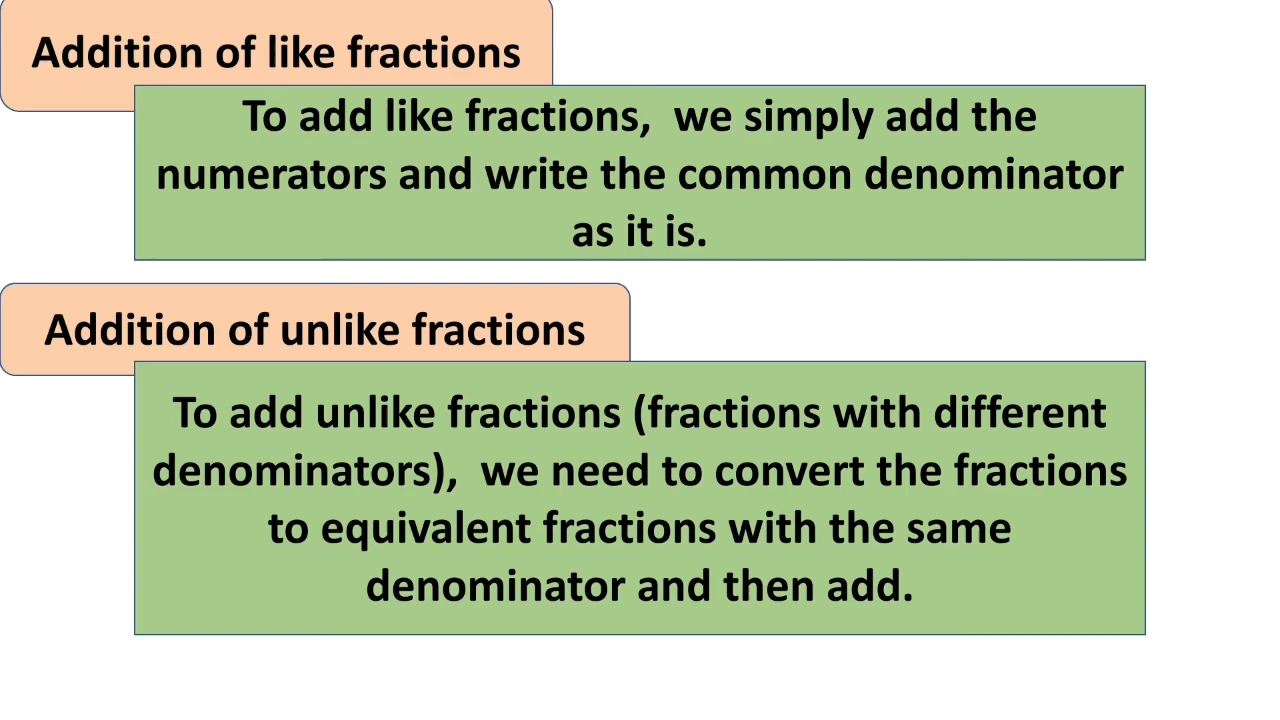 Addition of like fractions
To add like fractions,  we simply add the
numerators and write the common denominator
as it is.
Addition of unlike fractions
To add unlike fractions (fractions with different
denominators),  we need to convert the fractions
to equivalent fractions with the same
denominator and then add.